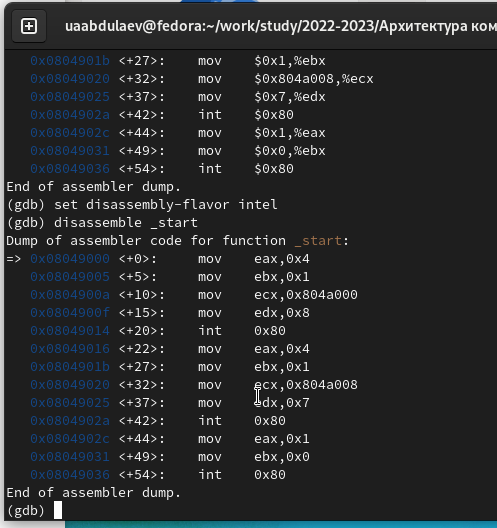 uaabdulaev@fedora:~/work/study/2022-2023/Архитектура ком
0x0804901b <+27>: mov $0x1,%ebx
0x08049020 <+32>: mov $0x804a008,%ecx
0x08049025 <+37>: mov $0x7,%edx
0x0804902a <+42>: int $0x80
0x0804902c <+44>: mov $0x1,%eax
0x08049031 <+49>: mov $0x0,%ebx
0x08049036 <+54>: int $0x80
End of assembler dump.
(gdb) set disassembly-flavor intel
(gdb) disassemble _start
Dump of assembler code for function _start:
=> 0x08049000 <+0>: mov eax,0x4
0x08049005 <+5>: mov ebx,0x1
0x0804900a <+10>: mov ecx,0x804a000
0x0804900f <+15>: mov edx,0x8
0x08049014 <+20>: int 0x80
0x08049016 <+22>: mov eax,0x4
0x0804901b <+27>: mov ebx,0x1
0x08049020 <+32>: mov ecx,0x804a008
0x08049025 <+37>: mov edx,0x7
0x0804902a <+42>: int 0x80
0x0804902c <+44>: mov eax,0x1
0x08049031 <+49>: mov ebx,0x0
0x08049036 <+54>: int 0x80
End of assembler dump.
(gdb)